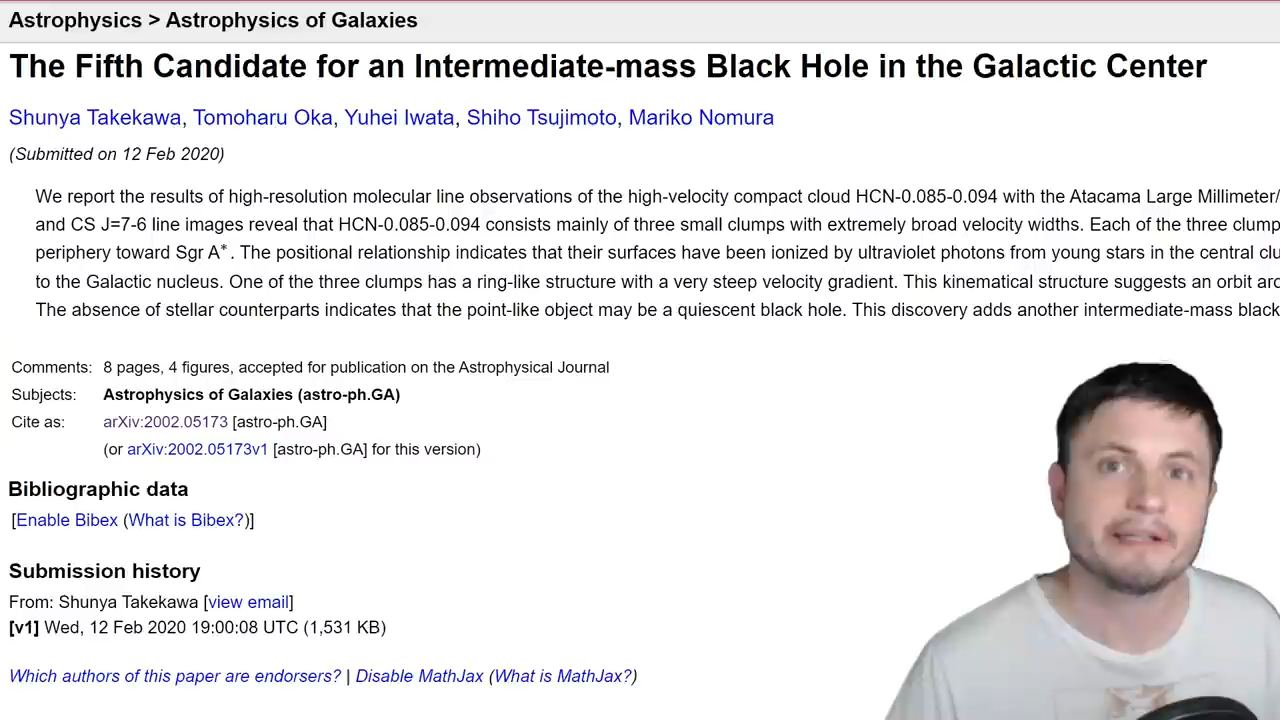 Astrophysics > Astrophysics of Galaxies
The Fifth Candidate for an Intermediate-mass Black Hole in the Galactic Center
Shunya Takekawa, Tomoharu Oka, Yuhei Iwata, Shiho Tsujimoto, Mariko Nomura
(Submitted on 12 Feb 2020)
We report the results of high-resolution molecular line observations of the high-velocity compact cloud HCN-0.085-0.094 with the Atacama Large Millimeter/
and CS J=7-6 line images reveal that HCN-0.085-0.094 consists mainly of three small clumps with extremely broad velocity widths. Each of the three clump
periphery toward Sgr A*. The positional relationship indicates that their surfaces have been ionized by ultraviolet photons from young stars in the central clu
to the Galactic nucleus. One of the three clumps has a ring-like structure with a very steep velocity gradient. This kinematical structure suggests an orbit arc
The absence of stellar counterparts indicates that the point-like object may be a quiescent black hole. This discovery adds another intermediate-mass black
Comments: 8 pages, 4 figures, accepted for publication on the Astrophysical Journal
Subjects: Astrophysics of Galaxies (astro-ph.GA)
Cite as: arXiv:2002.05173 [astro-ph.GA]
(or arXiv:2002.05173v1 [astro-ph.GA] for this version)
Bibliographic data
[Enable Bibex (What is Bibex?)]
Submission history
From: Shunya Takekawa [view email]
[v1] Wed, 12 Feb 2020 19:00:08 UTC (1,531 KB)
Which authors of this paper are endorsers? | Disable MathJax (What is MathJax?)